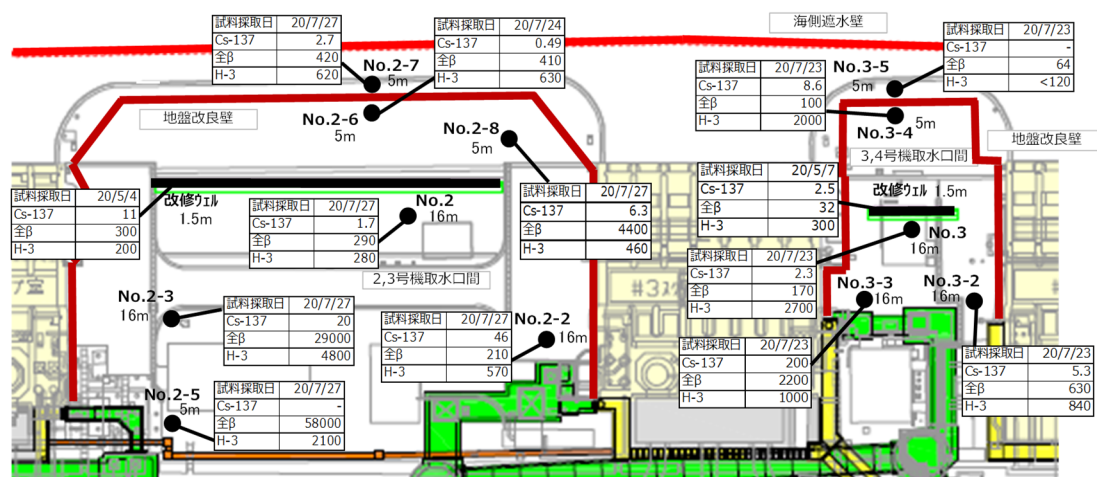 海側遮水壁
試料採取日 20/7/27
Cs-137 2.7
全β 420
H-3 620
No.2-7
5m
試料採取日 20/7/24
Cs-137 0.49
全β 410
H-3 630
No.2-6
5m
地盤改良壁
No.2-8
5m
試料採取日 20/7/27
Cs-137 6.3
全β 4400
H-3 460
試料採取日 20/7/23
Cs-137 8.6
全β 100
H-3 2000
No.3-5
5m
試料採取日 20/7/23
Cs-137 -
全β 64
H-3 <120
No.3-4
5m
地盤改良壁
3,4号機取水口間
試料採取日 20/5/4
Cs-137 11
全β 300
H-3 200
改修ウェル
1.5m
試料採取日 20/7/27
Cs-137 1.7
全β 290
H-3 280
No.2
16m
2,3号機取水口間
試料採取日 20/5/7
Cs-137 2.5
全β 32
H-3 300
改修ウェル 1.5m
No.3
16m
試料採取日 20/7/23
Cs-137 2.3
全β 170
H-3 2700
No.2-3
16m
試料採取日 20/7/27
Cs-137 20
全β 29000
H-3 4800
試料採取日 20/7/27
Cs-137 46
全β 210
H-3 570
No.2-2
16m
No.3-3
16m
No.3-2
16m
試料採取日 20/7/23
Cs-137 200
全β 2200
H-3 1000
試料採取日 20/7/23
Cs-137 5.3
全β 630
H-3 840
No.2-5
5m
試料採取日 20/7/27
Cs-137 -
全β 58000
H-3 2100